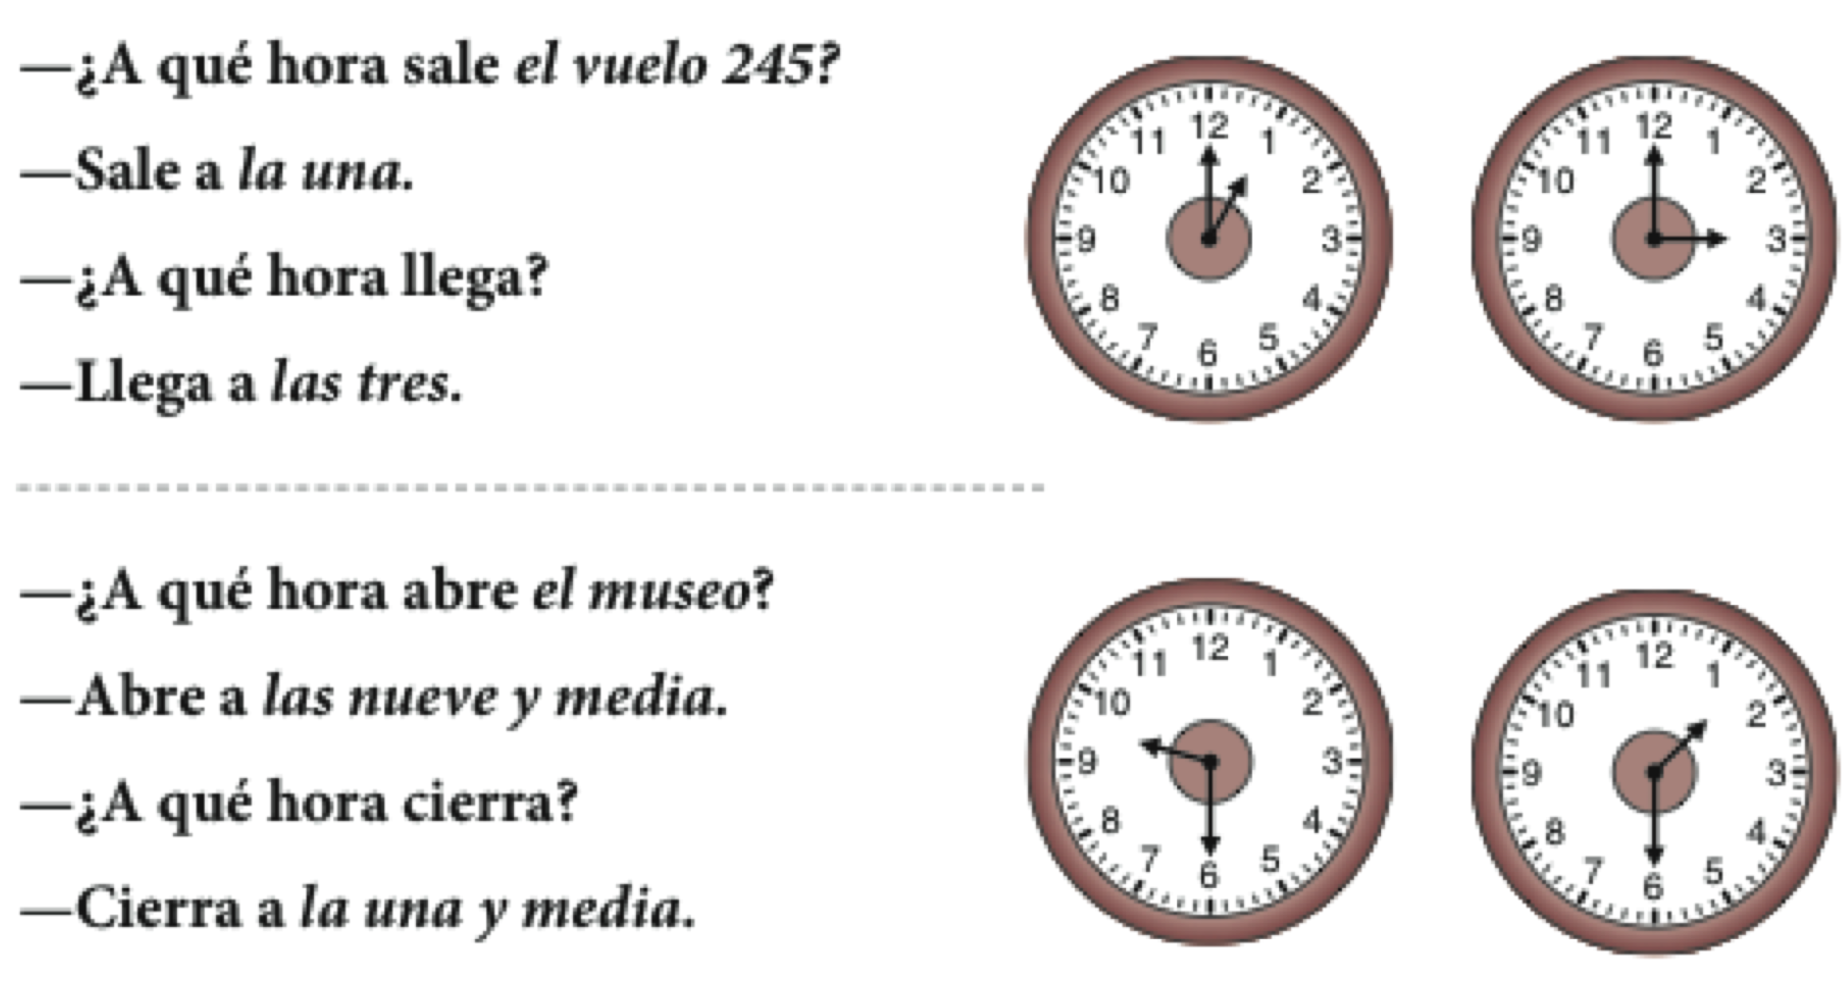 —¿A qué hora sale el vuelo 245?
—Sale a la una.
—¿A qué hora llega?
—Llega a las tres.
12 1 2 3 4 5 6 7 8 9 10 11
12 1 2 3 4 5 6 7 8 9 10 11
—¿A qué hora abre el museo?
—Abre a las nueve y media.
—¿A qué hora cierra?
—Cierra a la una y media.
12 1 2 3 4 5 6 7 8 9 10 11
12 1 2 3 4 5 6 7 8 9 10 11